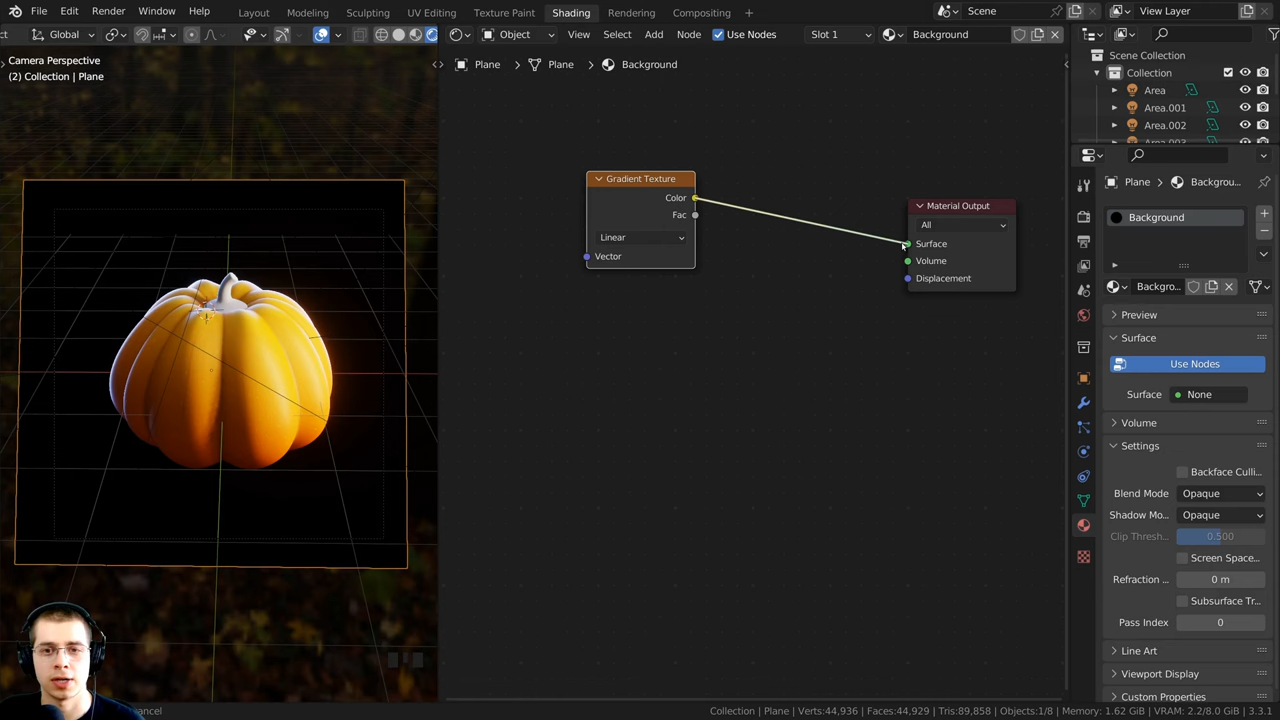 File Edit Render Window Help Layout Modeling Sculpting UV Editing Texture Paint Shading Rendering Compositing Scene View Layer
ct Global Object View Select Add Node Use Nodes Slot 1 Background
Camera Perspective
(2) Collection | Plane
Plane > Plane > Background
Scene Collection
Collection
Area
Area.001
Area.002
Plane > Backgrou...
Background
Gradient Texture
Color
Fac
Linear
Vector
Material Output
All
Surface
Volume
Displacement
Backgro...
Preview
Surface
Use Nodes
Surface None
Volume
Settings
Backface Culli...
Blend Mode Opaque
Shadow Mo... Opaque
Clip Thresh... 0.500
Screen Space...
Refraction ... 0 m
Subsurface Tr...
Pass Index 0
Line Art
Viewport Display
Custom Properties
ancel
Collection | Plane | Verts:44,936 | Faces:44,929 | Tris:89,858 | Objects:1/8 | Memory: 1.62 GiB | VRAM: 2.2/8.0 GiB | 3.3.1